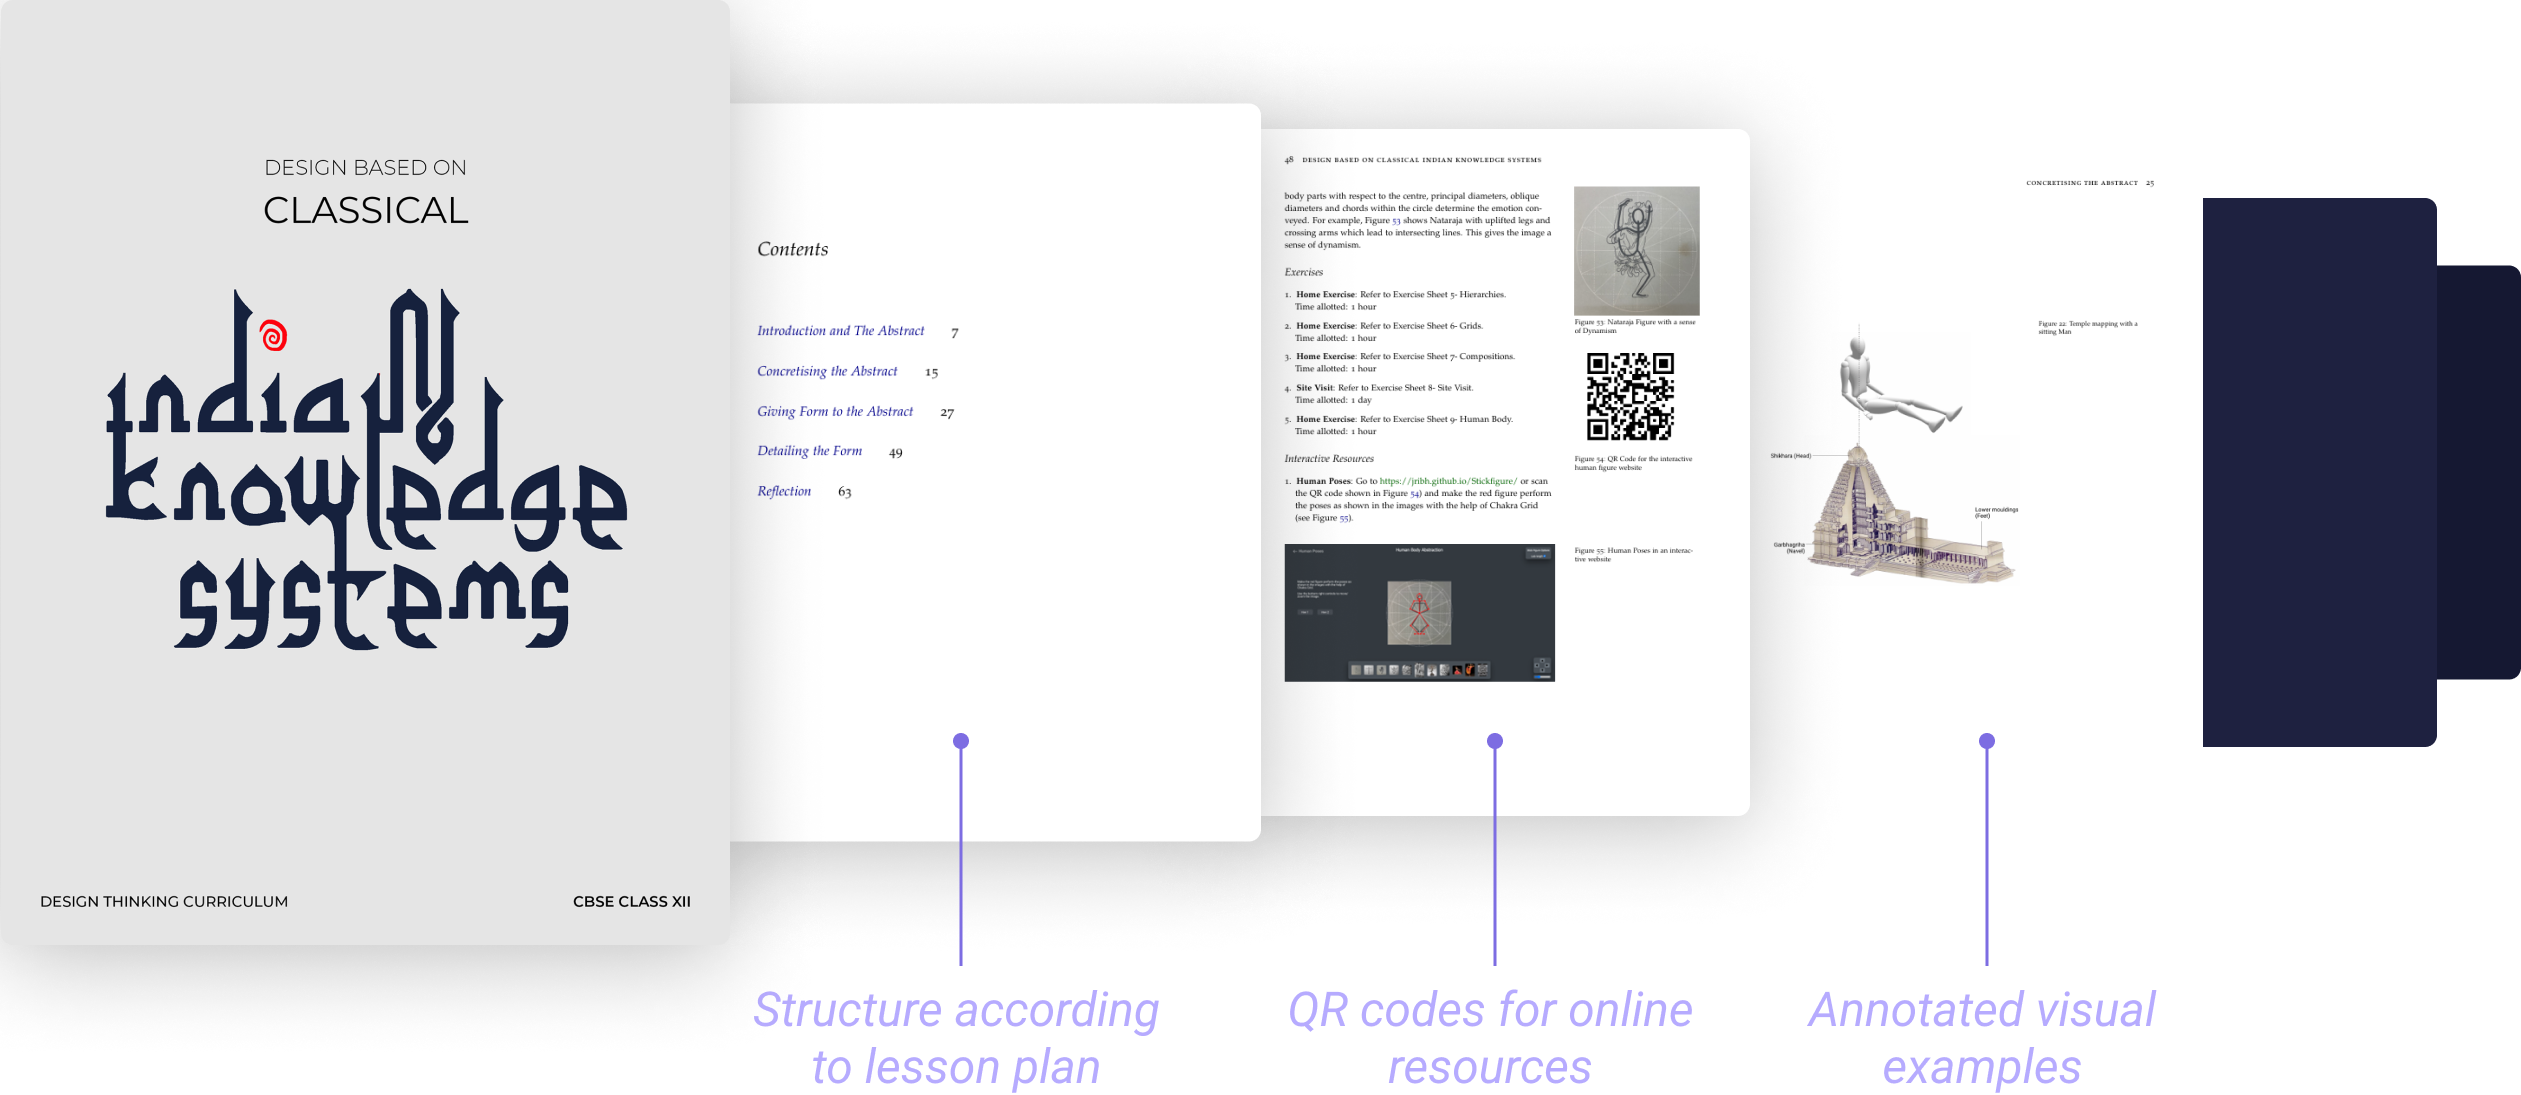 DESIGN BASED ON
CLASSICAL
indian
knowledge
systems
DESIGN THINKING CURRICULUM
CBSE CLASS XII
Contents
Introduction and The Abstract 7
Concretising the Abstract 15
Giving Form to the Abstract 27
Detailing the Form 49
Reflection 63
48 DESIGN BASED ON CLASSICAL INDIAN KNOWLEDGE SYSTEMS
body parts with respect to the centre, principal diameters, oblique
diameters and chords within the circle determine the emotion con-
veyed. For example, Figure 53 shows Nataraja with uplifted legs and
crossing arms which lead to intersecting lines. This gives the image a
sense of dynamism.
Exercises
1. Home Exercise: Refer to Exercise Sheet 5- Hierarchies.
Time allotted: 1 hour
2. Home Exercise: Refer to Exercise Sheet 6- Grids.
Time allotted: 1 hour
3. Home Exercise: Refer to Exercise Sheet 7- Compositions.
Time allotted: 1 hour
4. Site Visit: Refer to Exercise Sheet 8- Site Visit.
Time allotted: 1 day
5. Home Exercise: Refer to Exercise Sheet 9- Human Body.
Time allotted: 1 hour
Interactive Resources
1. Human Poses: Go to https://jribh.github.io/Stickfigure/ or scan
the QR code shown in Figure 54) and make the red figure perform
the poses as shown in the images with the help of Chakra Grid
(see Figure 55).
Human Poses
Human Body Abstraction
Figure 53: Nataraja Figure with a sense
of Dynamism
Figure 54: QR Code for the interactive
human figure website
Figure 55: Human Poses in an interac-
tive website
CONCRETISING THE ABSTRACT 25
Figure 22: Temple mapping with a
sitting Man
Shikhara (Head)
Lower mouldings
(Feet)
Garbhagriha
(Navel)
Structure according
to lesson plan
QR codes for online
resources
Annotated visual
examples